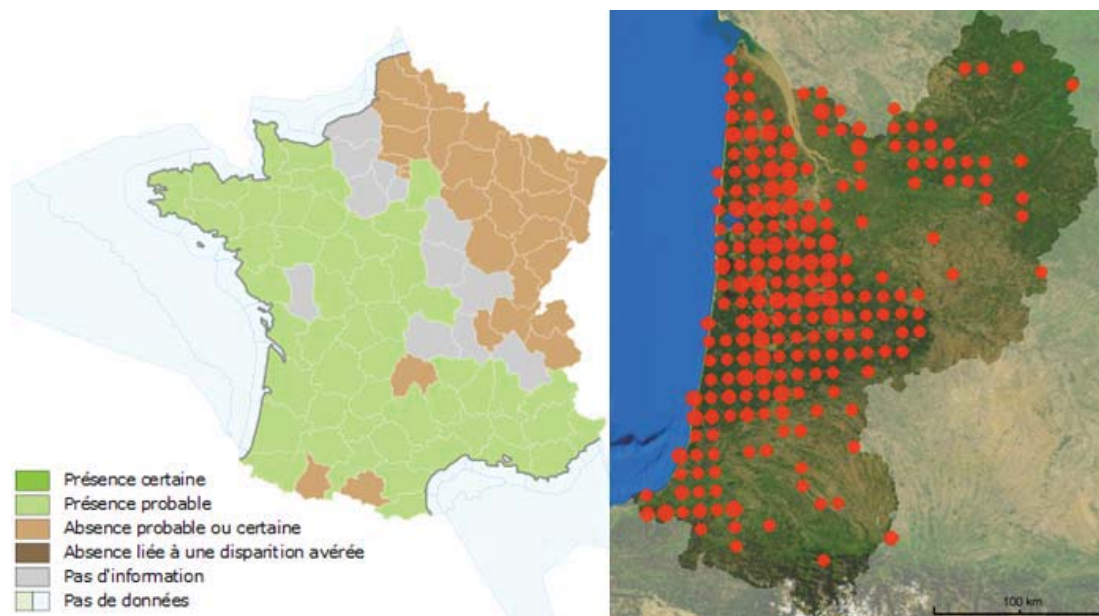 Présence certaine
Présence probable
Absence probable ou certaine
Absence liée à une disparition avérée
Pas d'information
Pas de données
100 km